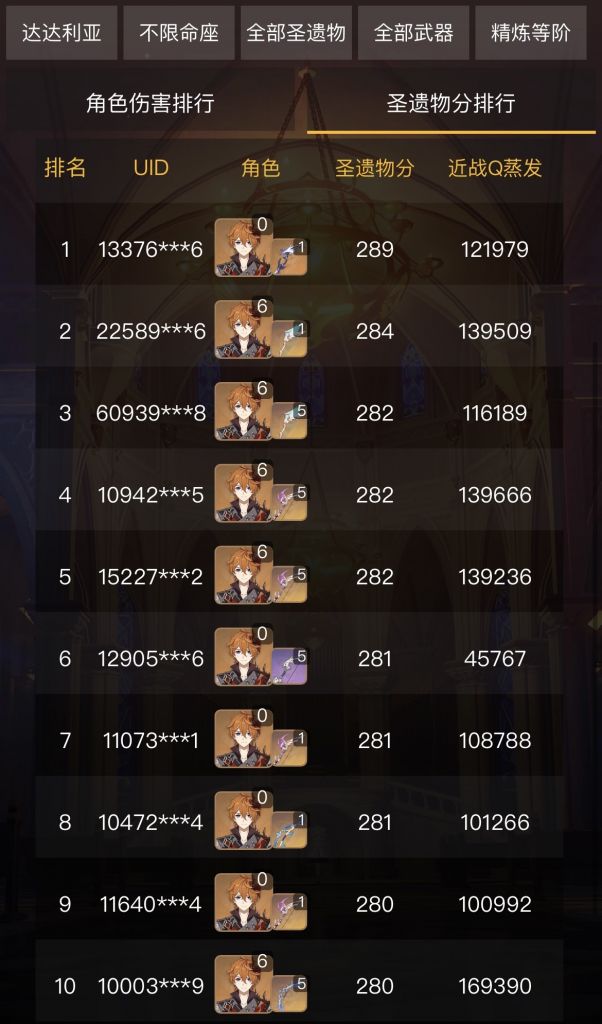 达达利亚 不限命座 全部圣遗物 全部武器 精炼等阶
角色伤害排行 圣遗物分排行
排名 UID 角色 圣遗物分 近战Q蒸发
1 13376***6 0 1 289 121979
2 22589***6 6 1 284 139509
3 60939***8 6 5 282 116189
4 10942***5 6 5 282 139666
5 15227***2 6 5 282 139236
6 12905***6 0 5 281 45767
7 11073***1 0 1 281 108788
8 10472***4 0 1 281 101266
9 11640***4 0 1 280 100992
10 10003***9 6 5 280 169390